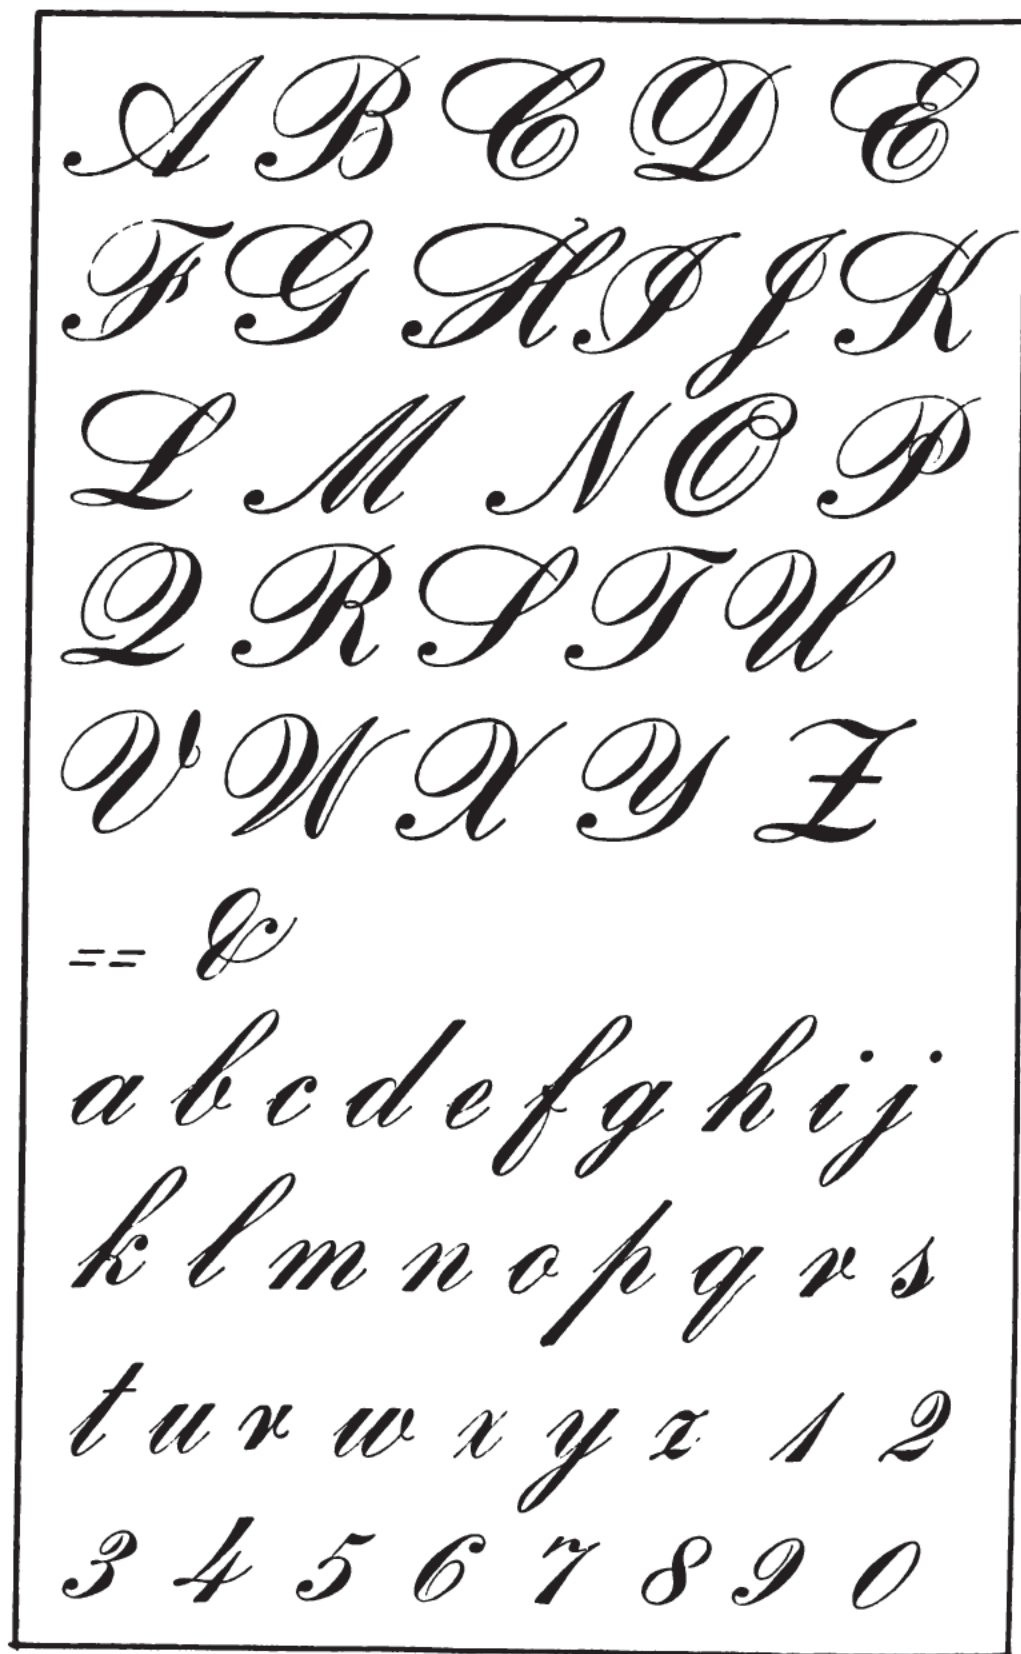 A B C D E
F G H I J K
L M N O P
Q R S T U
V W X Y Z
== &
a b c d e f g h i j
k l m n o p q r s
t u v w x y z 1 2
3 4 5 6 7 8 9 0